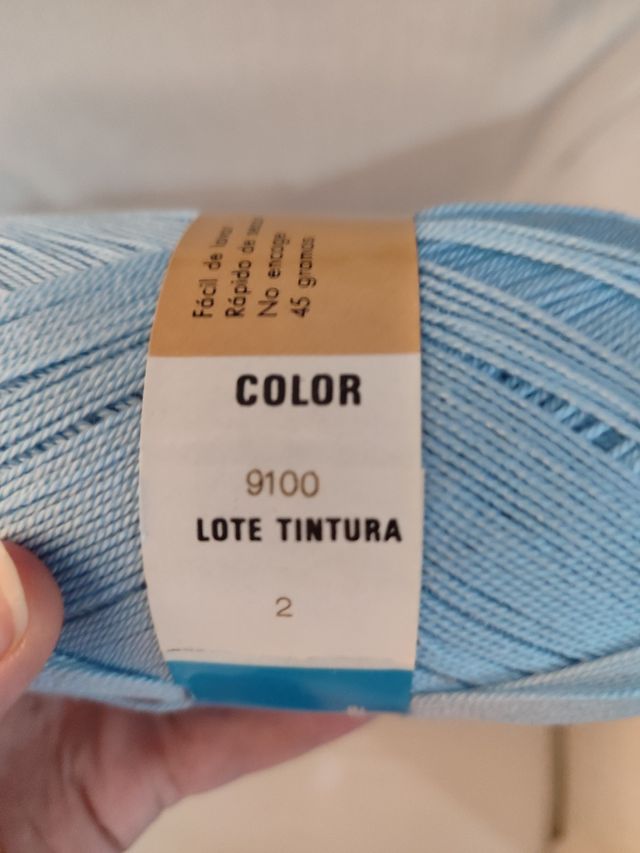 Fácil de lavar
Rápido de secar
No encoge
45 gramos
COLOR
9100
LOTE TINTURA
2